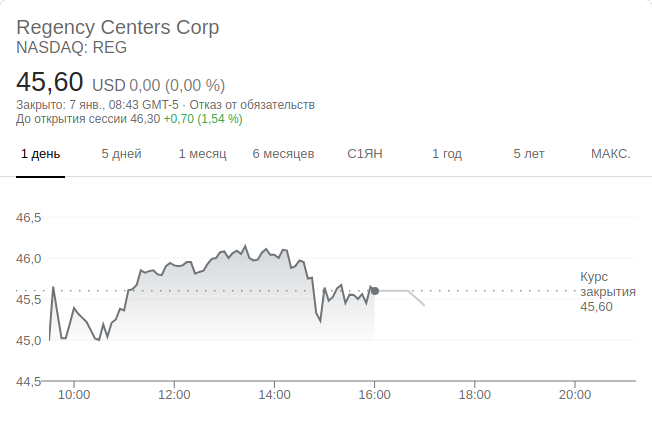 Regency Centers Corp
NASDAQ: REG
45,60 USD 0,00 (0,00 %)
Закрыто: 7 янв., 08:43 GMT-5 · Отказ от обязательств
До открытия сессии 46,30 +0,70 (1,54 %)
1 день 5 дней 1 месяц 6 месяцев С1ЯН 1 год 5 лет МАКС.
46,5
46,0
45,5
45,0
44,5
Курс
закрытия
45,60
10:00 12:00 14:00 16:00 18:00 20:00